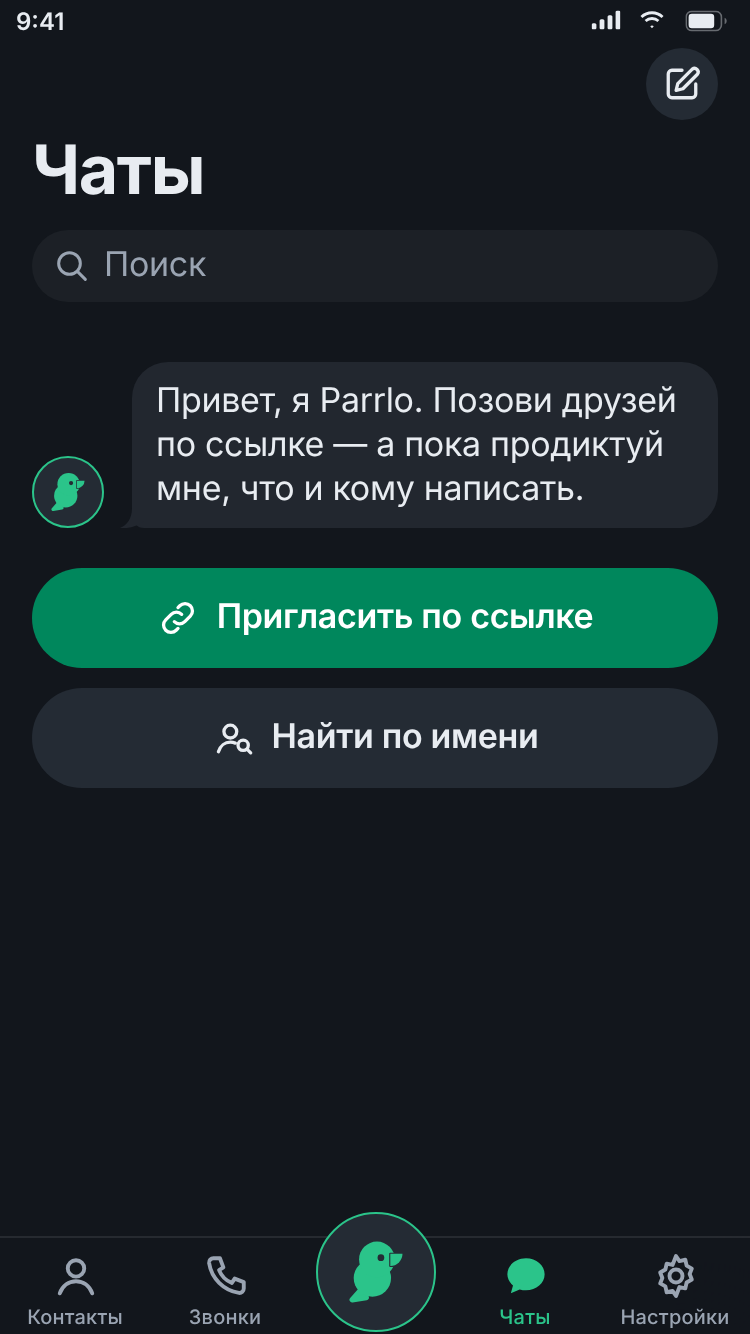 9:41
Чаты
Поиск
Привет, я Parrlo. Позови друзей
по ссылке — а пока продиктуй
мне, что и кому написать.
Пригласить по ссылке
Найти по имени
Контакты
Звонки
Чаты
Настройки